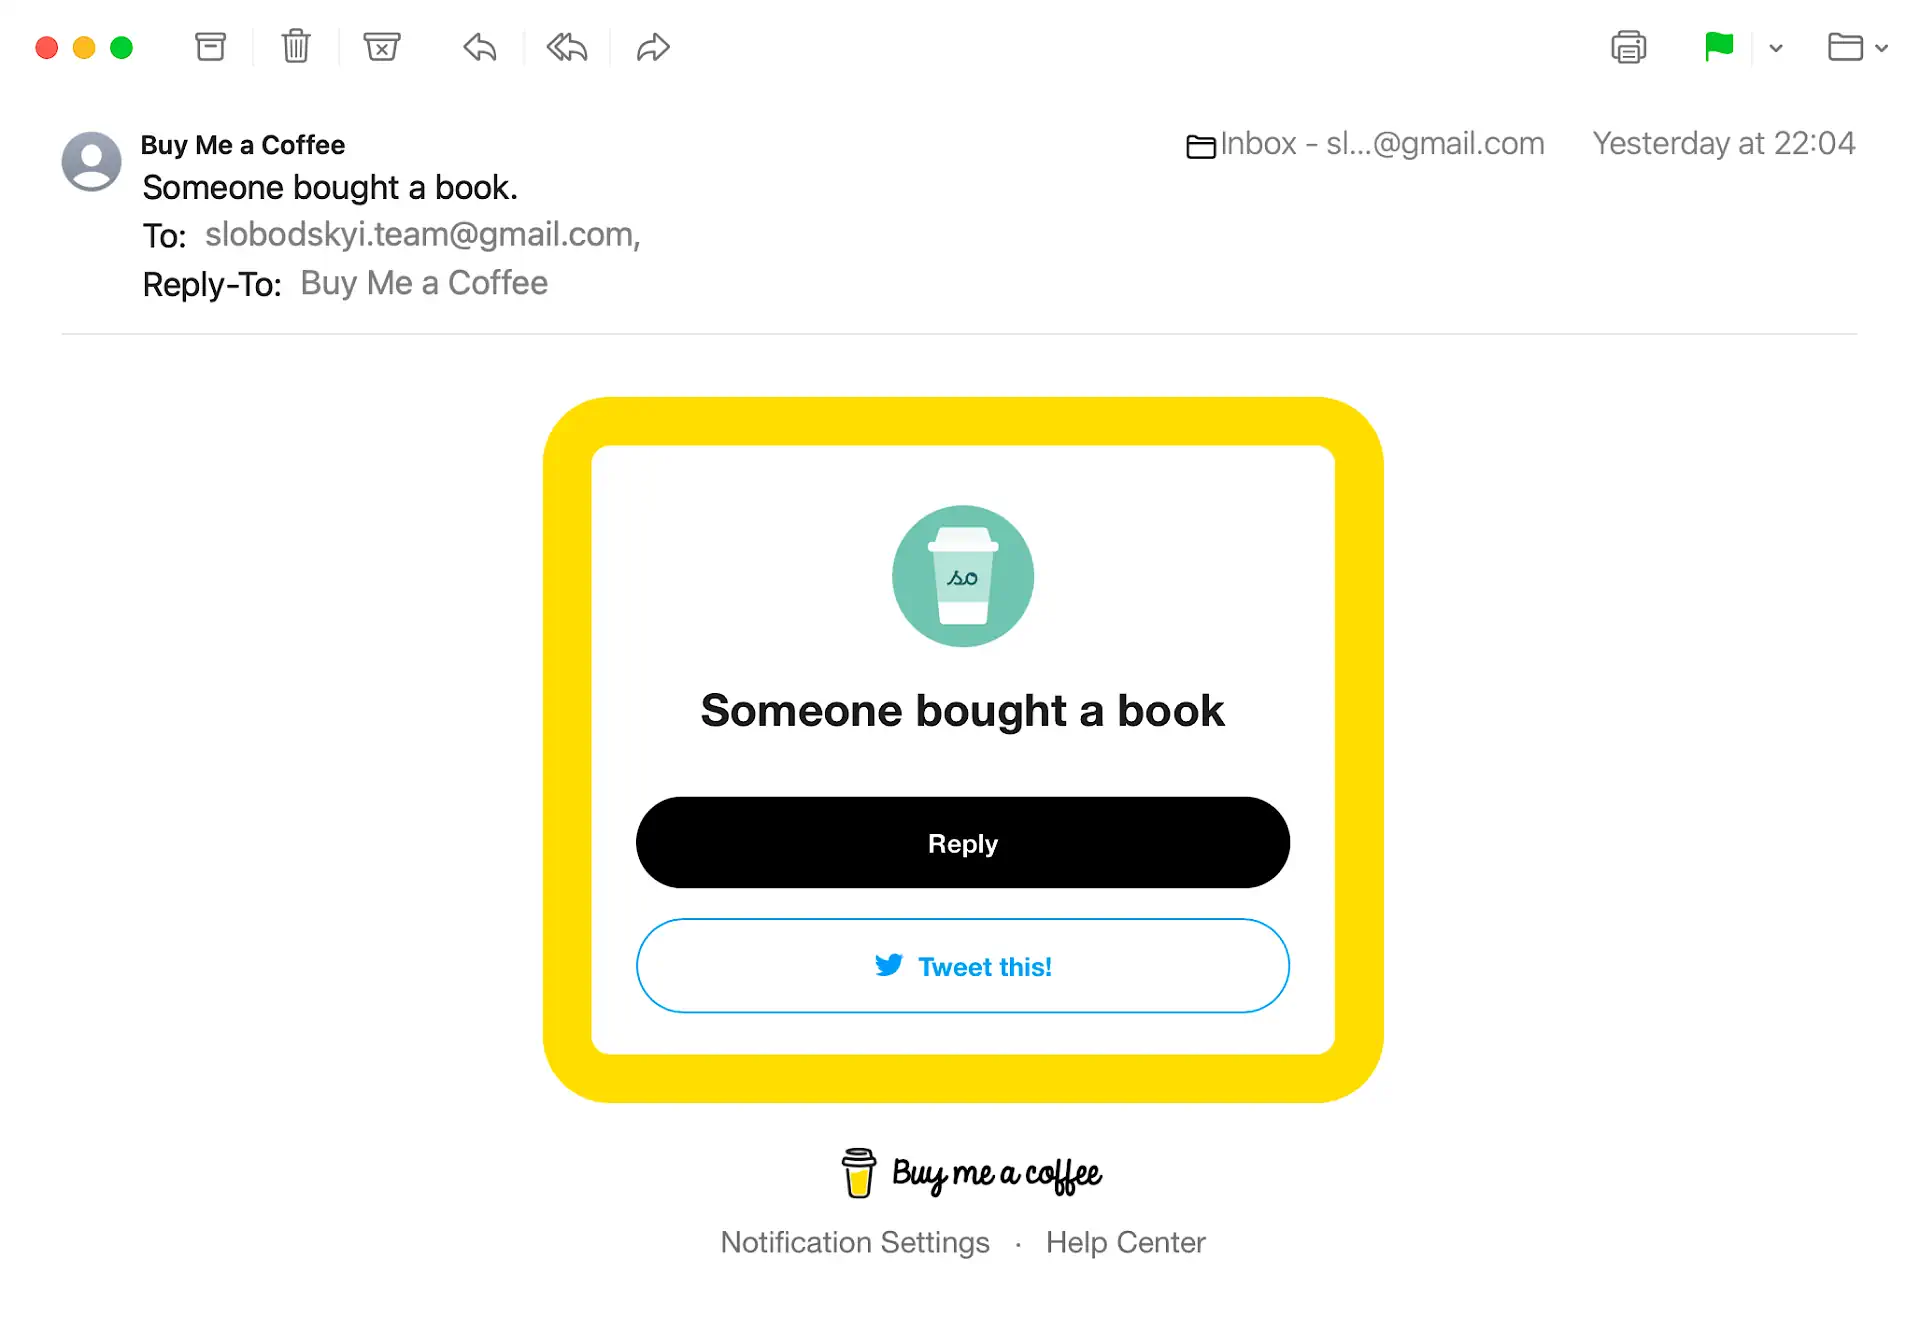 Buy Me a Coffee
Inbox - sl...@gmail.com
Yesterday at 22:04
Someone bought a book.
To: slobodskyi.team@gmail.com,
Reply-To: Buy Me a Coffee
so
Someone bought a book
Reply
Tweet this!
Buy me a coffee
Notification Settings · Help Center